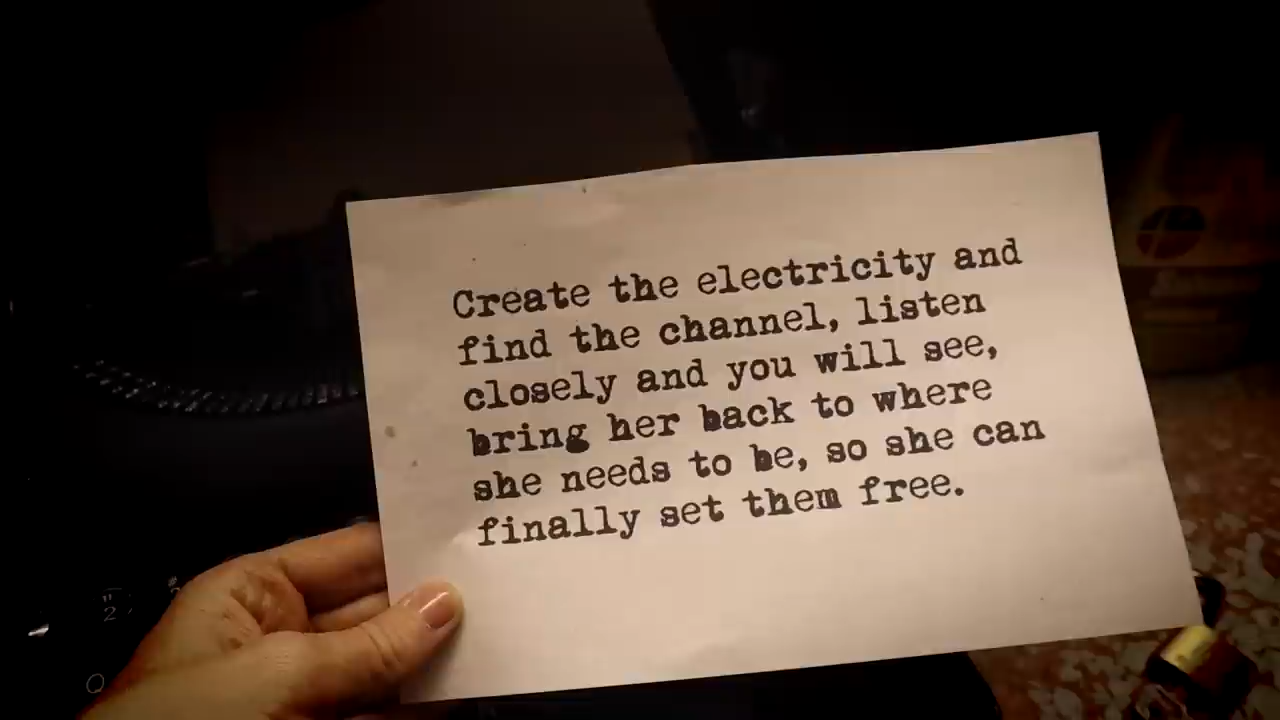 Create the electricity and
find the channel, listen
closely and you will see,
bring her back to where
she needs to be, so she can
finally set them free.
"
2
#
Q